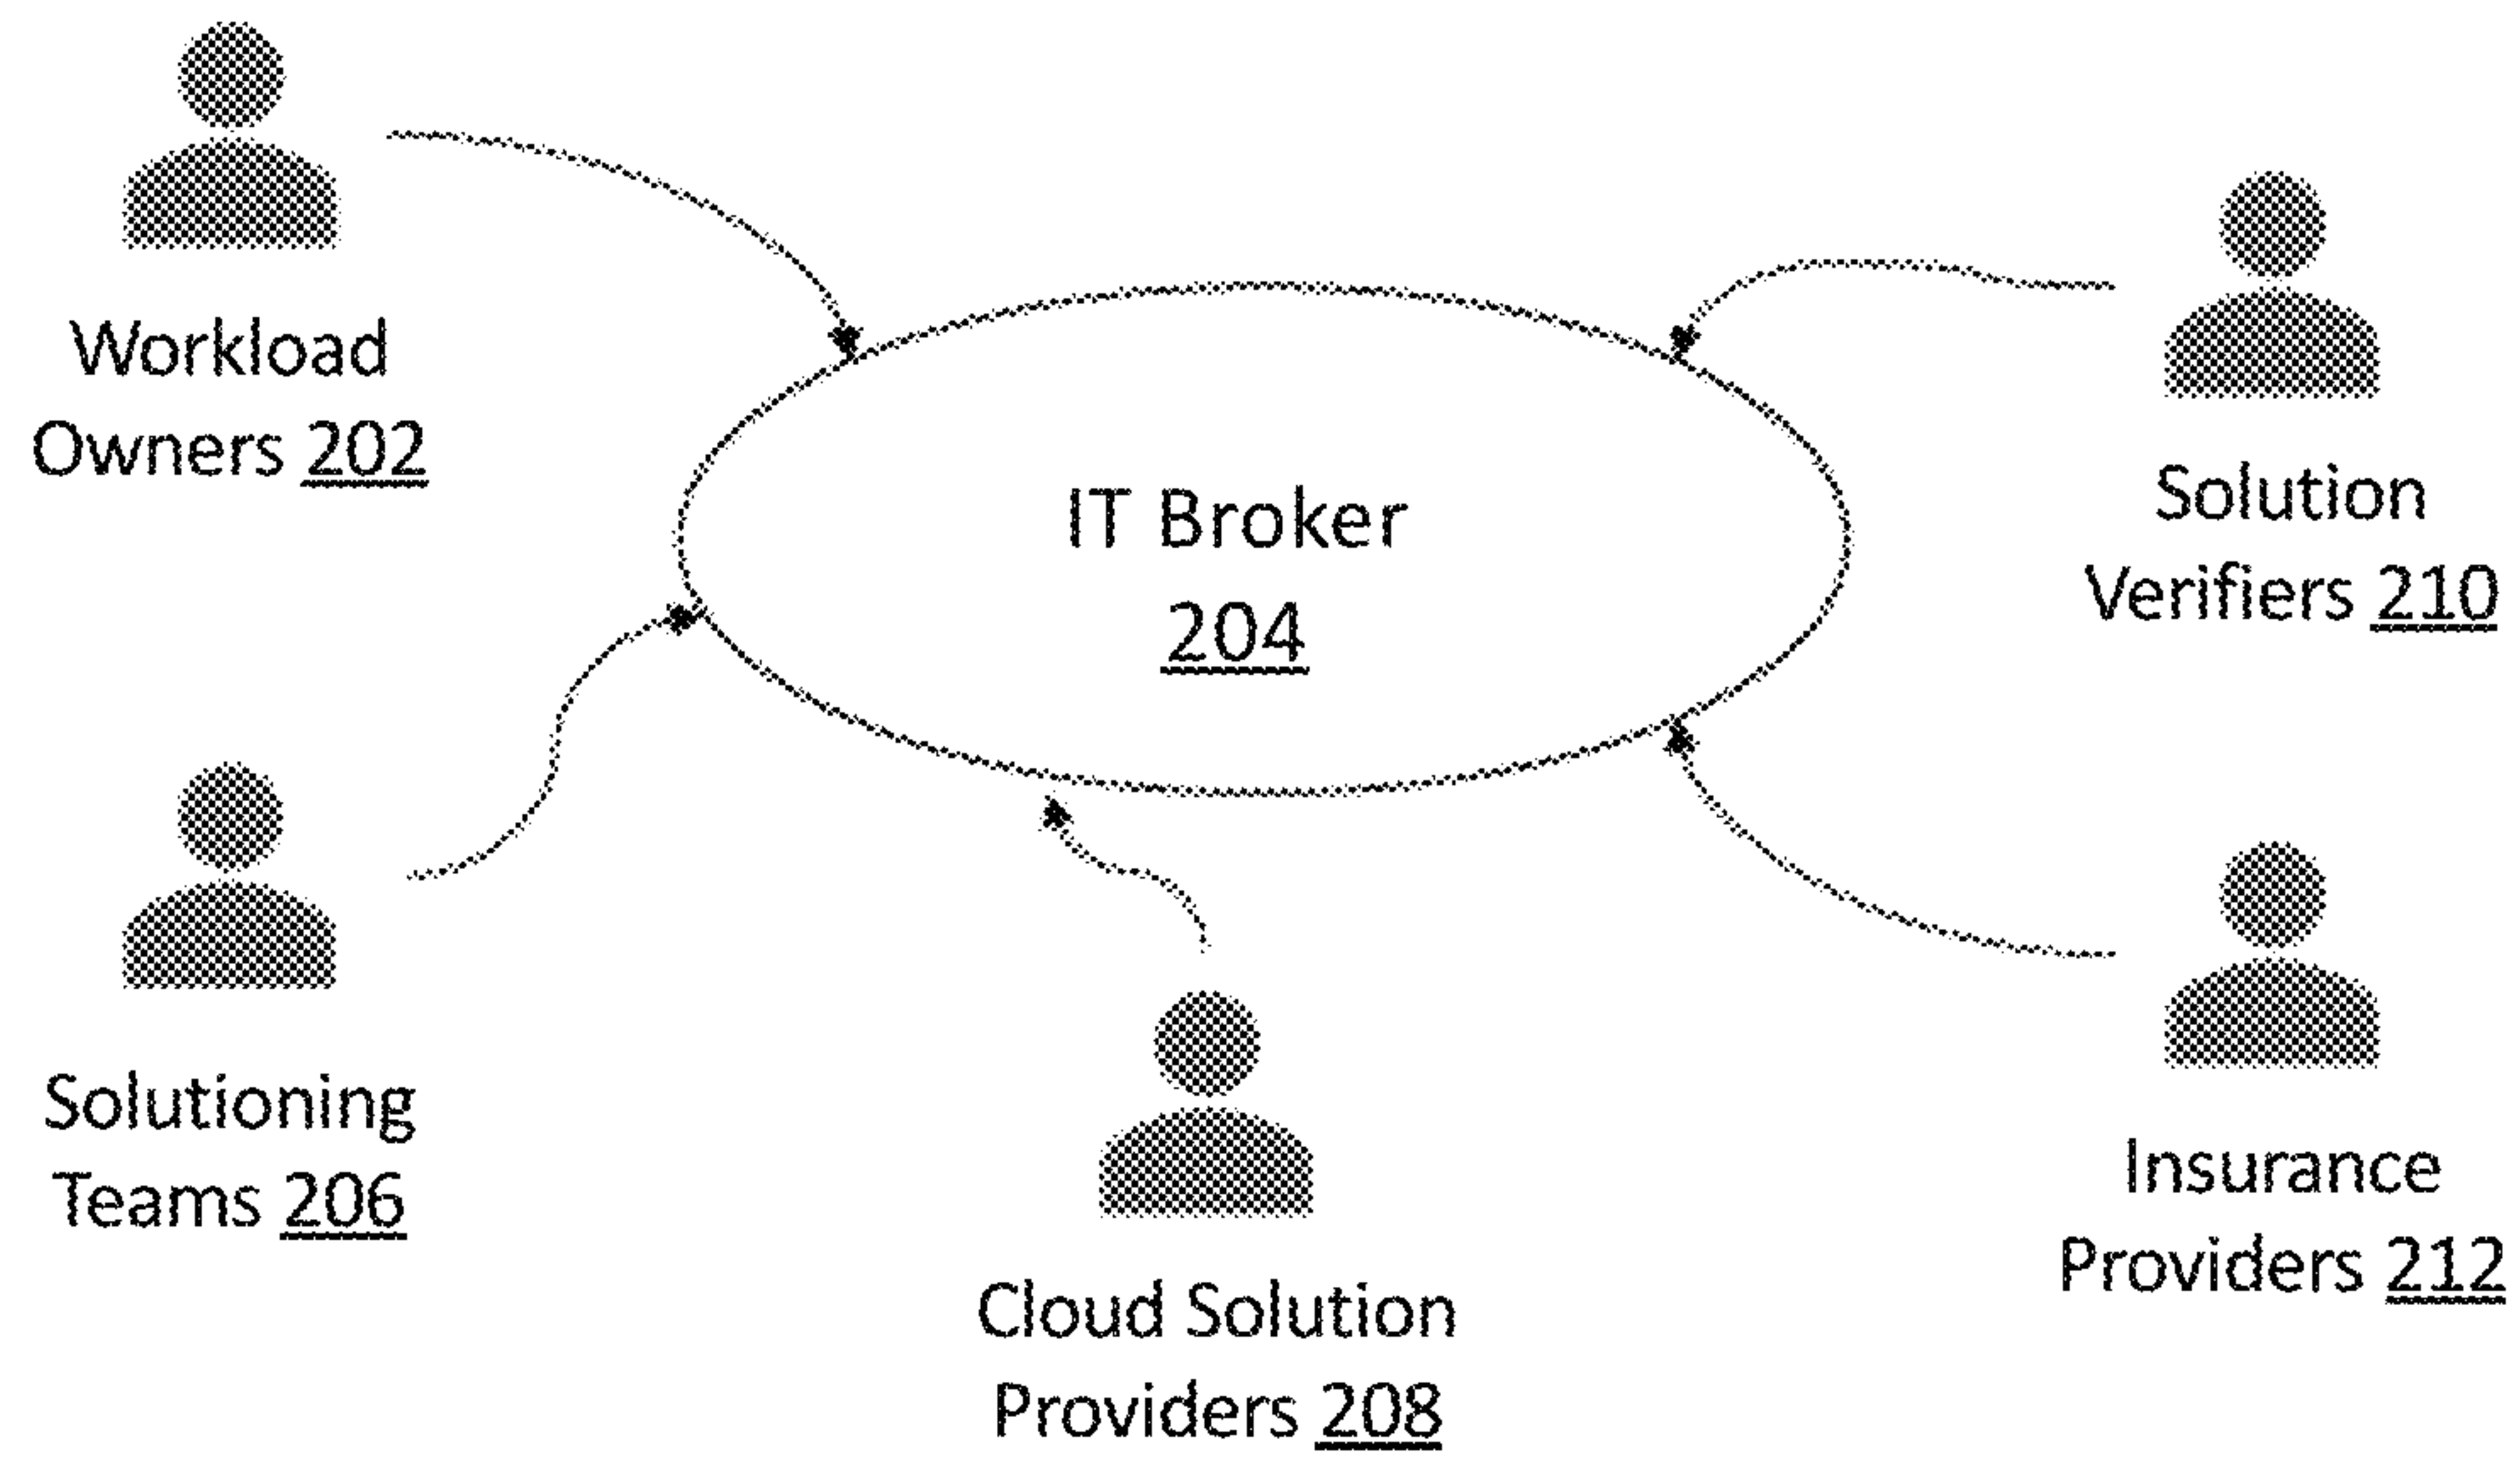 Workload
Owners 202
IT Broker
204
Solution
Verifiers 210
Solutioning
Teams 206
Cloud Solution
Providers 208
Insurance
Providers 212